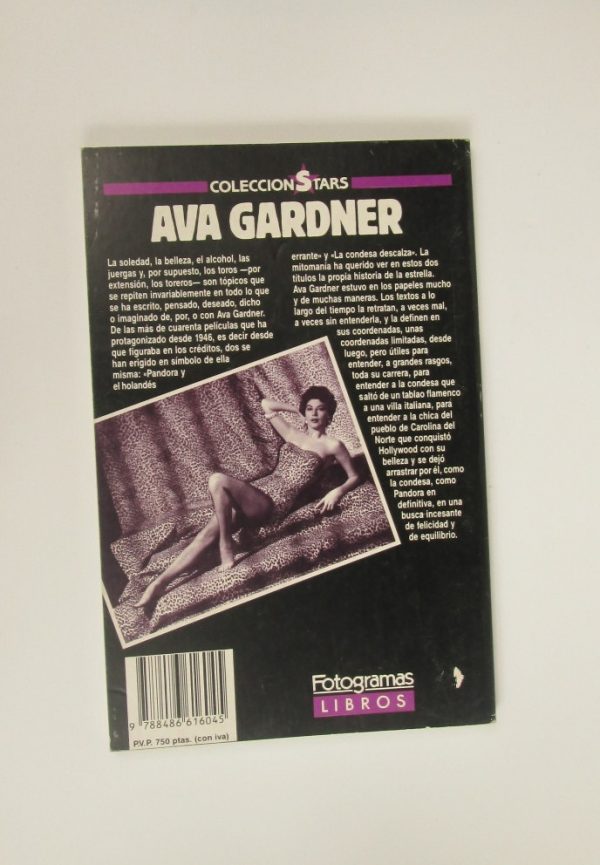 COLECCION STARS
AVA GARDNER
La soledad, la belleza, el alcohol, las
juergas y, por supuesto, los toros —por
extensión, los toreros— son tópicos que
se repiten invariablemente en todo lo que
se ha escrito, pensado, deseado, dicho
o imaginado de, por, o con Ava Gardner.
De las más de cuarenta películas que ha
protagonizado desde 1946, es decir desde
que figuraba en los créditos, dos se
han erigido en símbolo de ella
misma: «Pandora y
el holandés
errante» y «La condesa descalza». La
mitomanía ha querido ver en estos dos
títulos la propia historia de la estrella.
Ava Gardner estuvo en los papeles mucho
y de muchas maneras. Los textos a lo
largo del tiempo la retratan, a veces mal,
a veces sin entenderla, y la definen en
sus coordenadas, unas
coordenadas limitadas, desde
luego, pero útiles para
entender, a grandes rasgos,
toda su carrera, para
entender a la condesa que
saltó de un tablao flamenco
a una villa italiana, para
entender a la chica del
pueblo de Carolina del
Norte que conquistó
Hollywood con su
belleza y se dejó
arrastrar por él, como
la condesa, como
Pandora en
definitiva, en una
busca incesante
de felicidad y
de equilibrio.
9 788486 616045
P.V.P. 750 ptas. (con iva)
Fotogramas
LIBROS